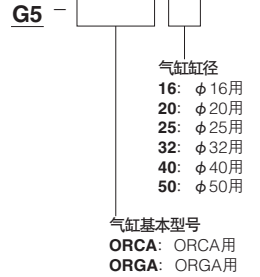 G5 -
气缸缸径
16: φ16用
20: φ20用
25: φ25用
32: φ32用
40: φ40用
50: φ50用
气缸基本型号
ORCA: ORCA用
ORGA: ORGA用